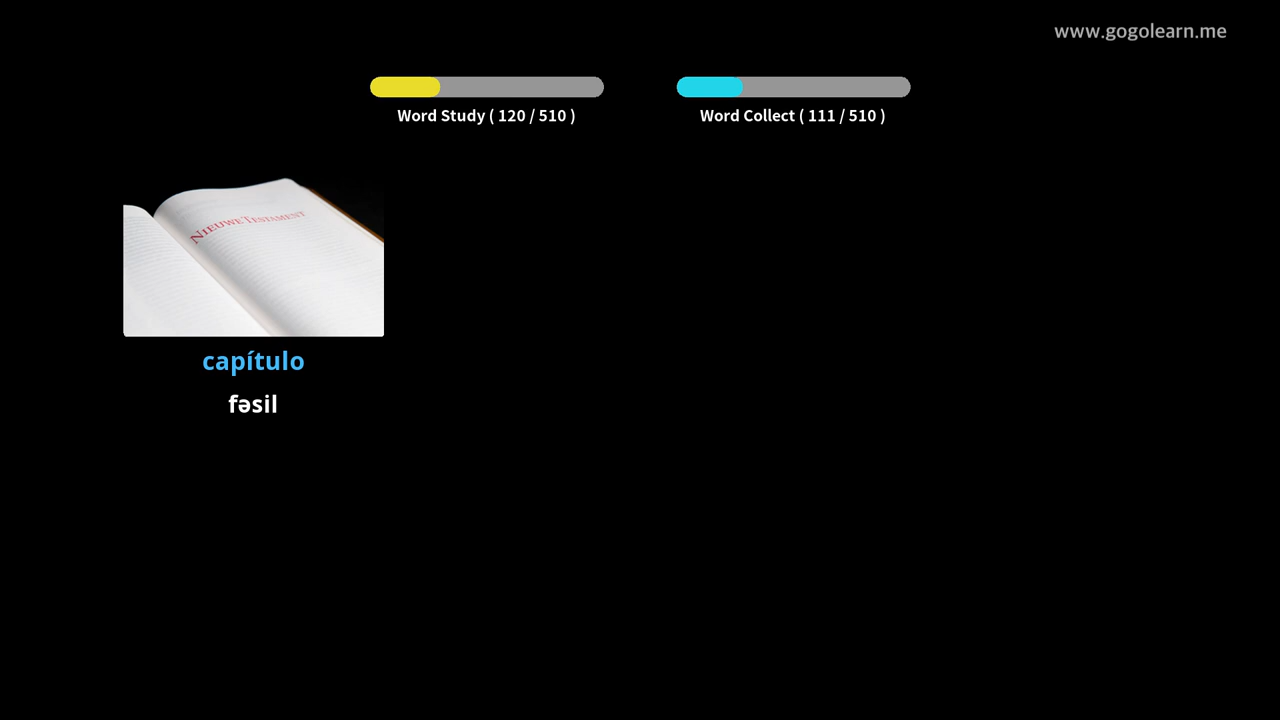 www.gogolearn.me
Word Study ( 120 / 510 )
Word Collect ( 111 / 510 )
NIEUWE TESTAMENT
capítulo
fəsil